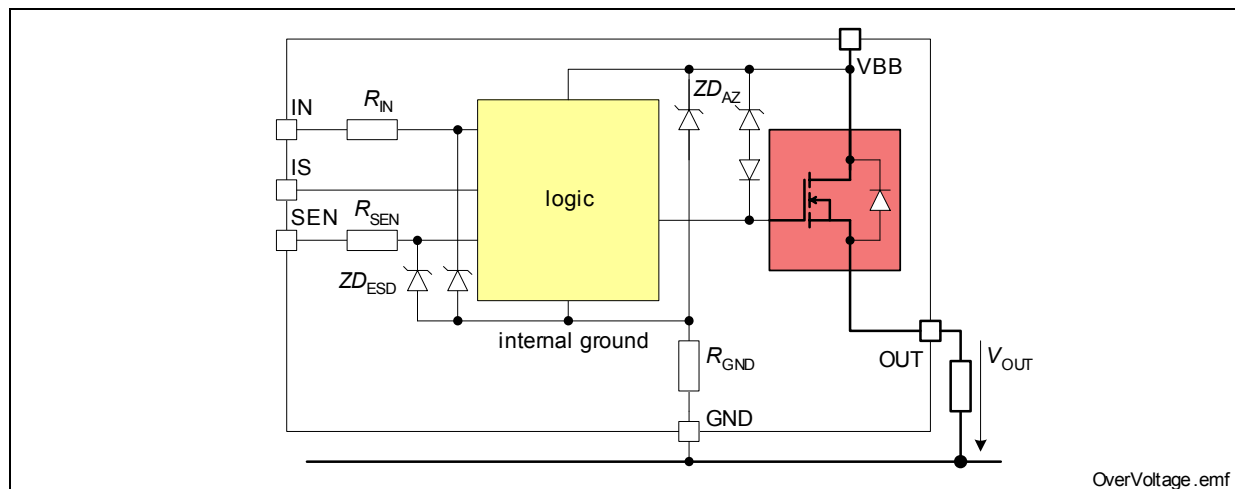 VBB
ZD_AZ
R_IN
IN
IS
logic
SEN
R_SEN
ZD_ESD
internal ground
R_GND
OUT
V_OUT
GND
OverVoltage.emf